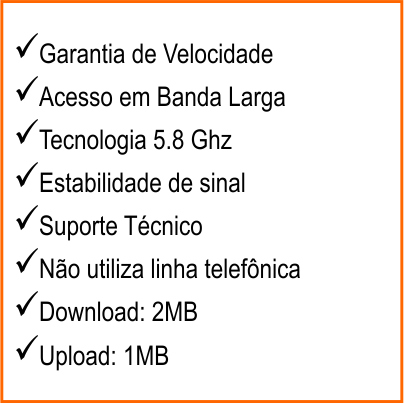 ✓Garantia de Velocidade
✓Acesso em Banda Larga
✓Tecnologia 5.8 Ghz
✓Estabilidade de sinal
✓Suporte Técnico
✓Não utiliza linha telefônica
✓Download: 2MB
✓Upload: 1MB